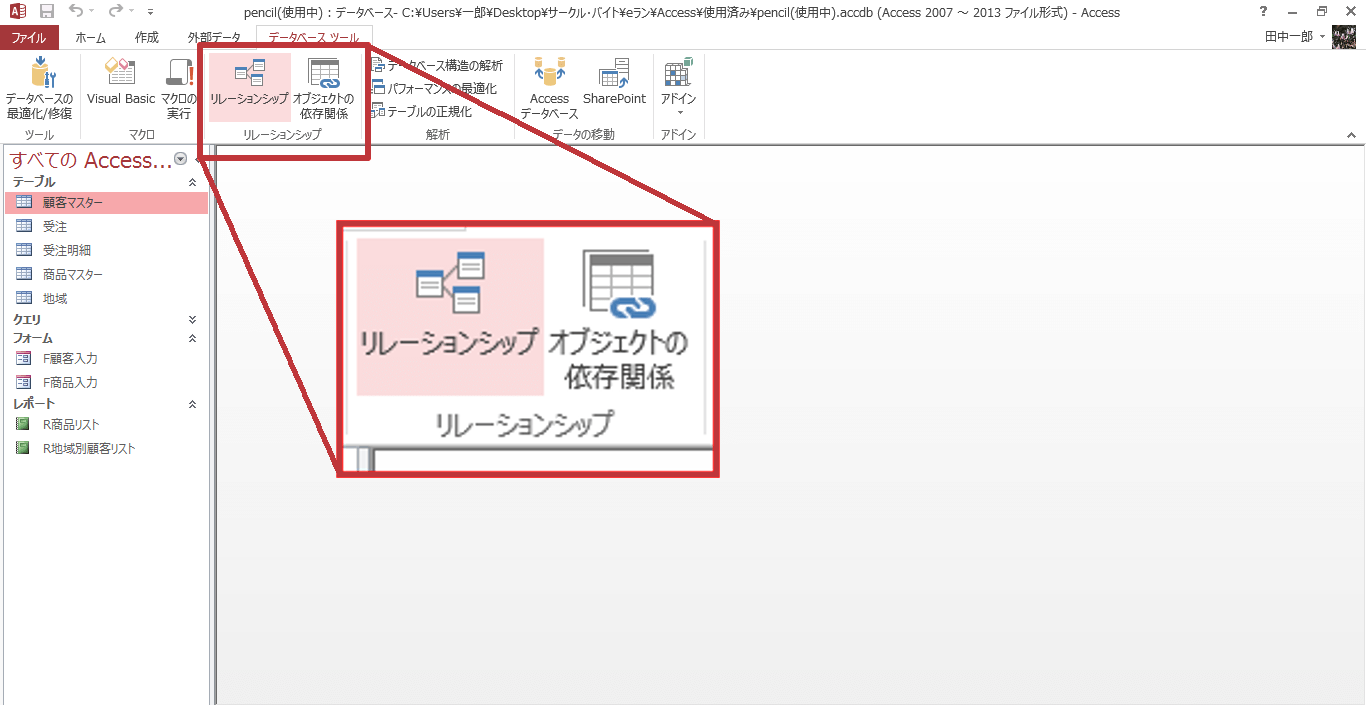 pencil(使用中) : データベース- C:¥Users¥一郎¥Desktop¥サークル・バイト¥eラン¥Access¥使用済み¥pencil(使用中).accdb (Access 2007 ～ 2013 ファイル形式) - Access
?
ファイル ホーム 作成 外部データ データベース ツール 田中一郎
データベースの
最適化/修復
ツール
Visual Basic
マクロの
実行
マクロ
リレーションシップ
オブジェクトの
依存関係
リレーションシップ
データベース構造の解析
パフォーマンスの最適化
テーブルの正規化
解析
Access
データベース
SharePoint
データの移動
アドイン
アドイン
すべての Access...
テーブル
顧客マスター
受注
受注明細
商品マスター
地域
クエリ
フォーム
F顧客入力
F商品入力
レポート
R商品リスト
R地域別顧客リスト
リレーションシップ
オブジェクトの
依存関係
リレーションシップ